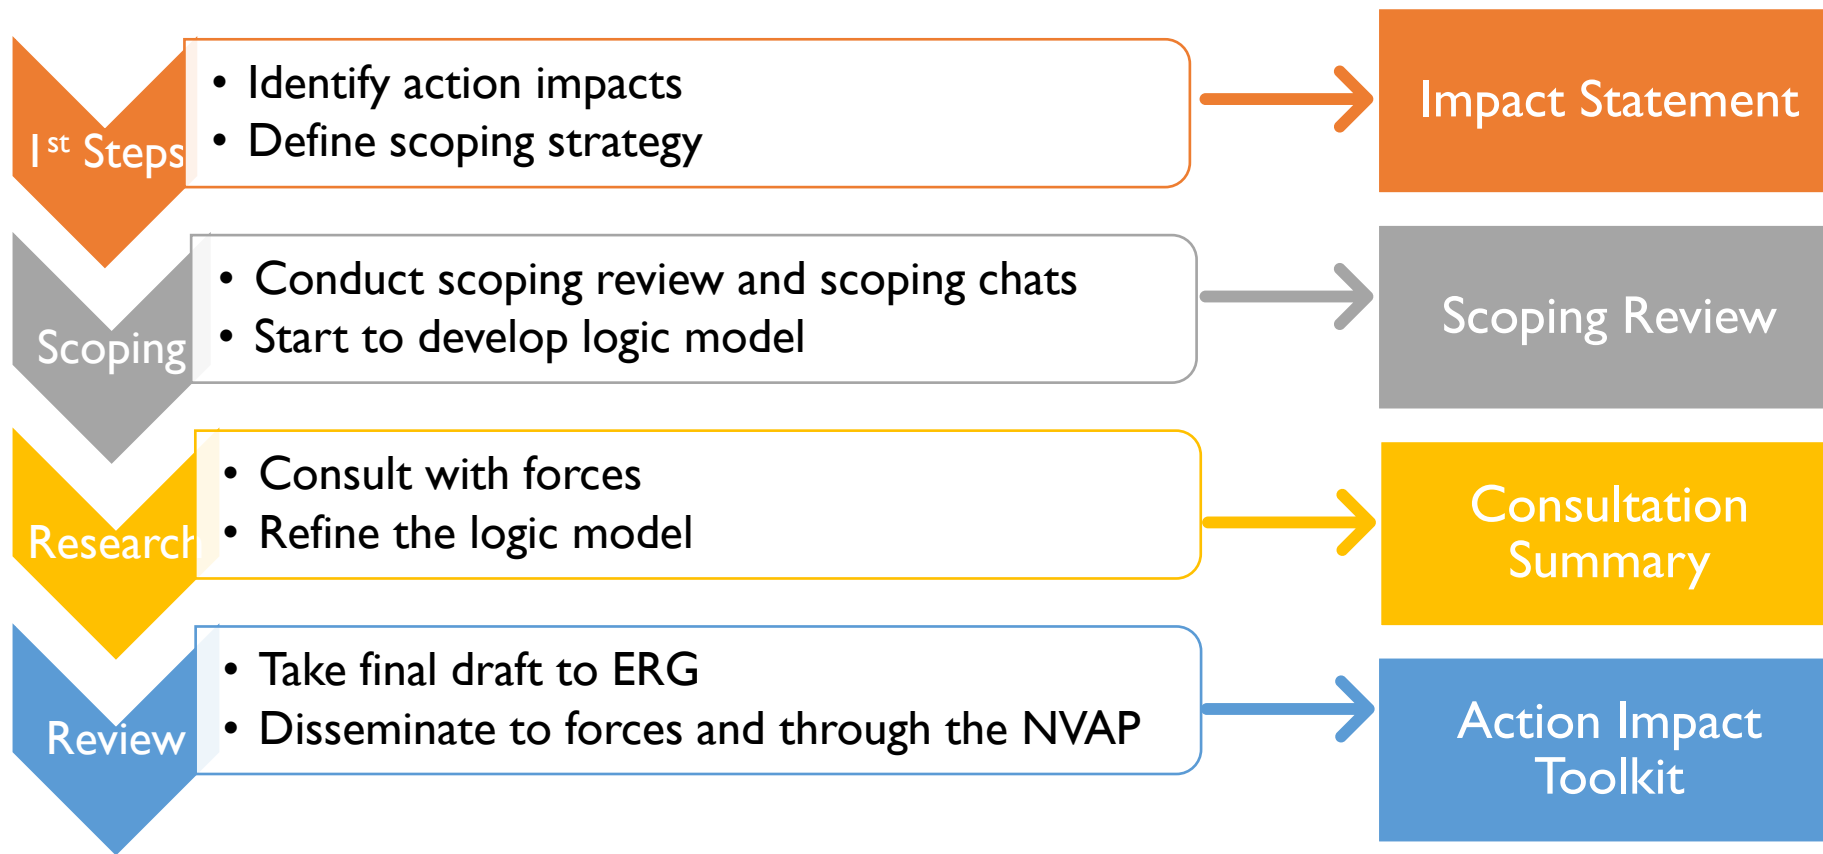 1st Steps
• Identify action impacts
• Define scoping strategy
Impact Statement
Scoping
• Conduct scoping review and scoping chats
• Start to develop logic model
Scoping Review
Research
• Consult with forces
• Refine the logic model
Consultation
Summary
Review
• Take final draft to ERG
• Disseminate to forces and through the NVAP
Action Impact
Toolkit